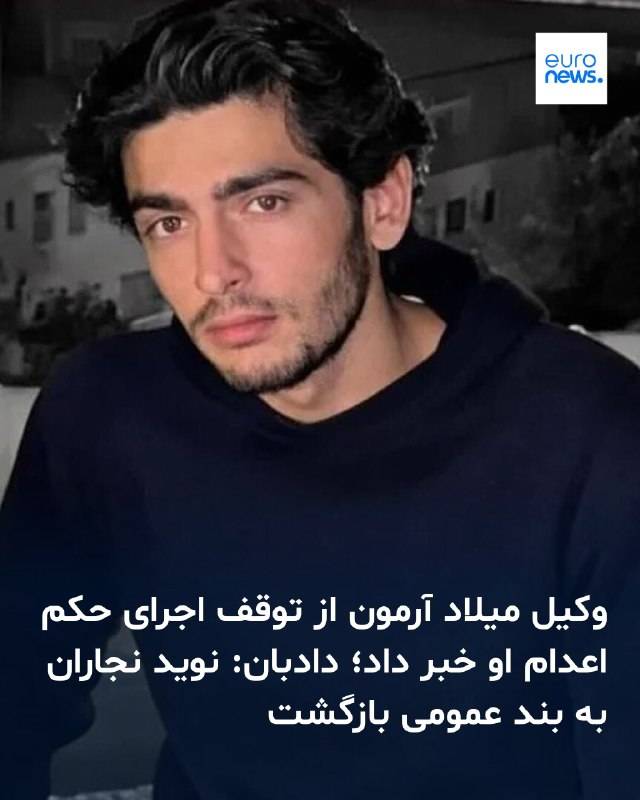 euro
news.
وکیل میلاد آرمون از توقف اجرای حکم
اعدام او خبر داد؛ دادبان: نوید نجاران
به بند عمومی بازگشت